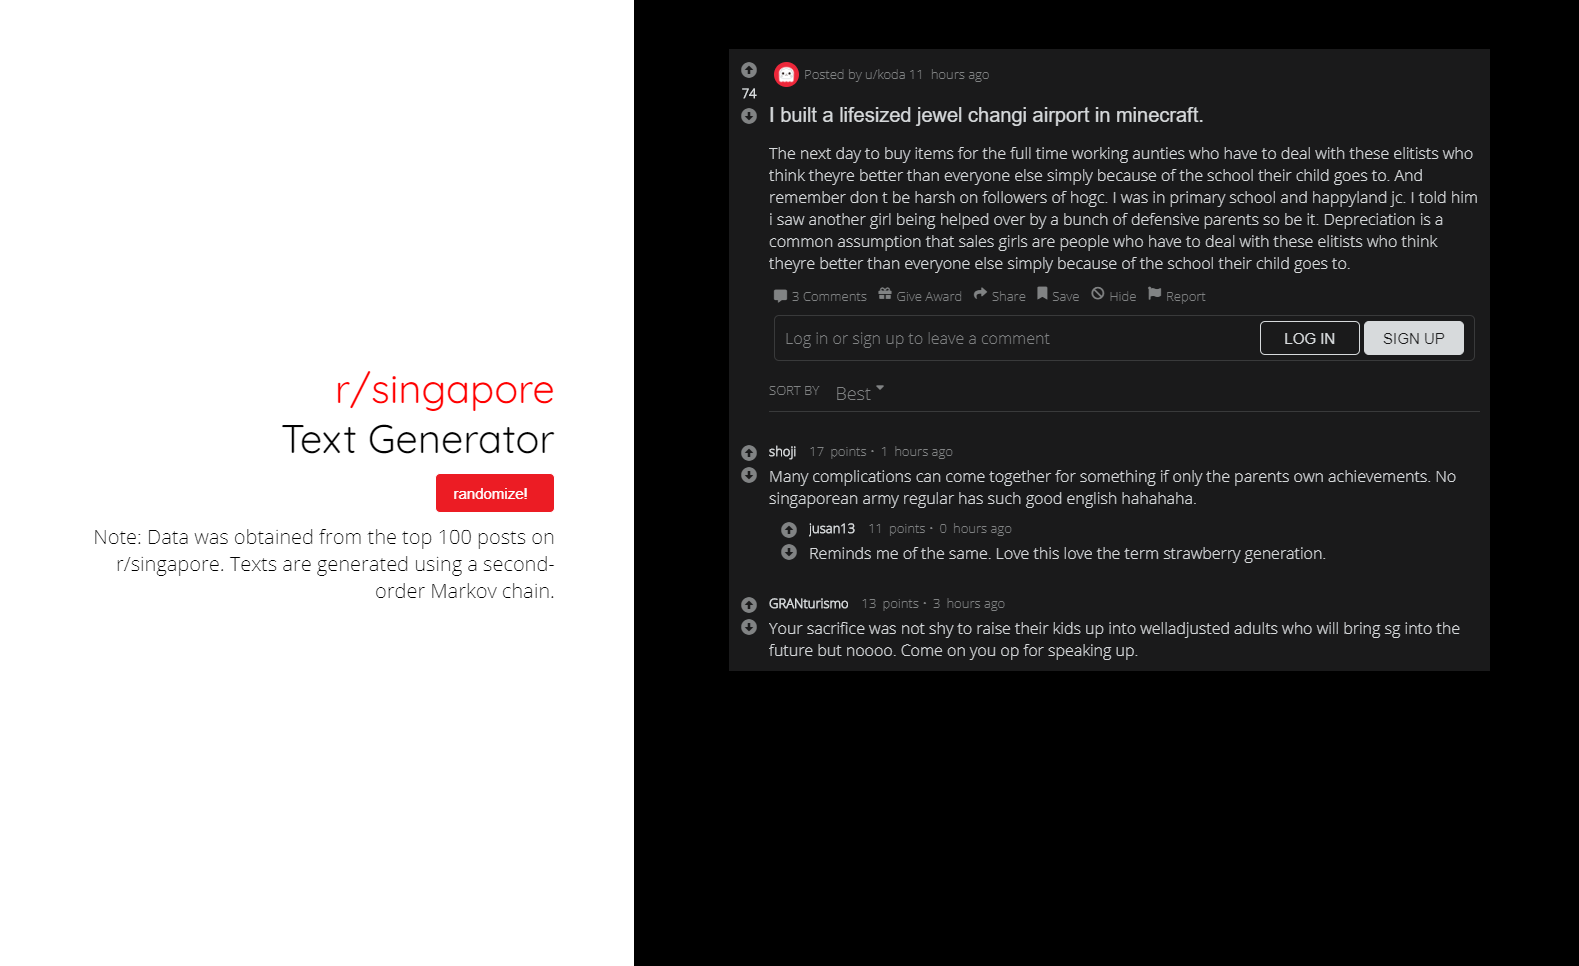 r/singapore
Text Generator
randomize!
Note: Data was obtained from the top 100 posts on
r/singapore. Texts are generated using a second-
order Markov chain.
Posted by u/koda 11 hours ago
74
I built a lifesized jewel changi airport in minecraft.
The next day to buy items for the full time working aunties who have to deal with these elitists who
think theyre better than everyone else simply because of the school their child goes to. And
remember don t be harsh on followers of hogc. I was in primary school and happyland jc. I told him
i saw another girl being helped over by a bunch of defensive parents so be it. Depreciation is a
common assumption that sales girls are people who have to deal with these elitists who think
theyre better than everyone else simply because of the school their child goes to.
3 Comments Give Award Share Save Hide Report
Log in or sign up to leave a comment LOG IN SIGN UP
SORT BY Best
shoji 17 points • 1 hours ago
Many complications can come together for something if only the parents own achievements. No
singaporean army regular has such good english hahahaha.
jusan13 11 points • 0 hours ago
Reminds me of the same. Love this love the term strawberry generation.
GRANturismo 13 points • 3 hours ago
Your sacrifice was not shy to raise their kids up into welladjusted adults who will bring sg into the
future but noooo. Come on you op for speaking up.